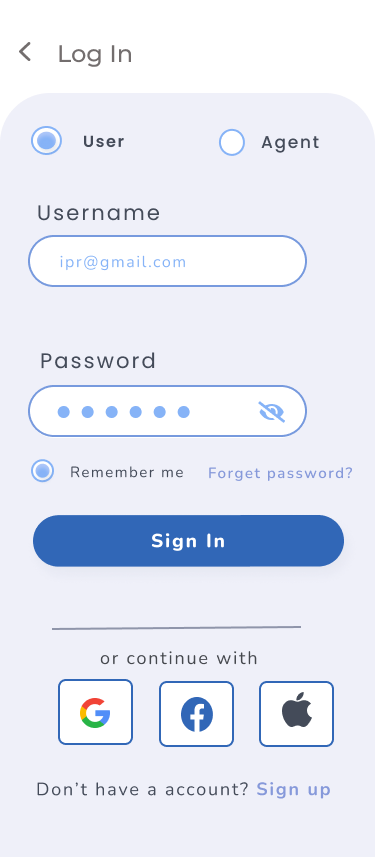 Log In
User Agent
Username
ipr@gmail.com
Password
Remember me Forget password?
Sign In
or continue with
Don't have a account? Sign up